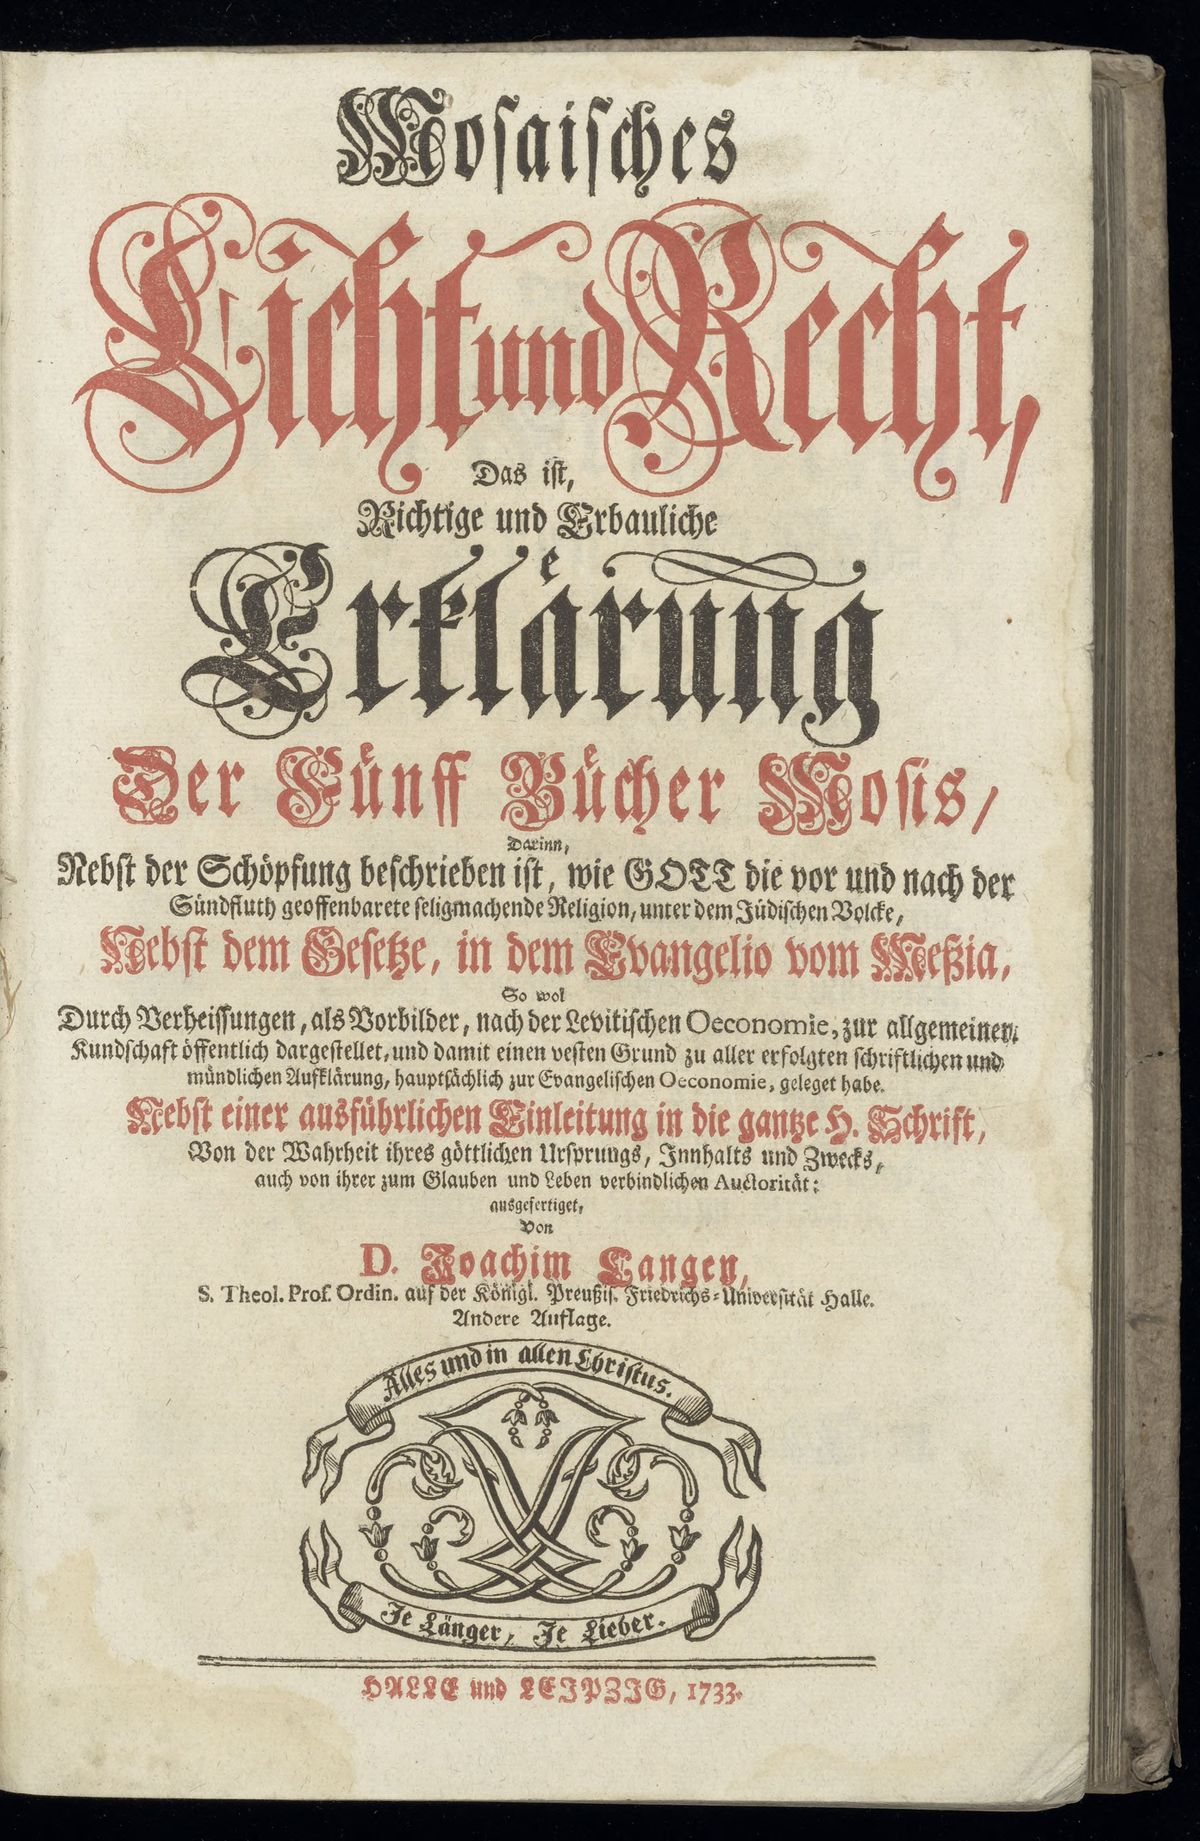 Mosaisches
Licht und Recht,
Das ist,
Richtige und Erbauliche
Erklaͤrung
Der Fuͤnff Buͤcher Mosis,
Darinn,
Nebst der Schöpfung beschrieben ist, wie GOTT die vor und nach der
Sündfluth geoffenbarete seligmachende Religion, unter dem Jüdischen Volcke,
Nebst dem Gesetze, in dem Evangelio vom Meßia,
So wol
Durch Verheissungen, als Vorbilder, nach der Levitischen Oeconomie, zur allgemeinen
Kundschaft öffentlich dargestellet, und damit einen vesten Grund zu aller erfolgten schriftlichen und
mündlichen Aufklärung, hauptsächlich zur Evangelischen Oeconomie, geleget habe.
Nebst einer ausführlichen Einleitung in die gantze H. Schrift,
Von der Wahrheit ihres göttlichen Ursprungs, Innhalts und Zwecks,
auch von ihrer zum Glauben und Leben verbindlichen Auctorität:
ausgefertiget,
Von
D. Joachim Langen,
S. Theol. Prof. Ordin. auf der Königl. Preußis. Friedrichs-Universität Halle.
Andere Auflage.
Alles und in allen Christus.
Je Länger, Je Lieber.
HALLE und LEIPZIG, 1733.